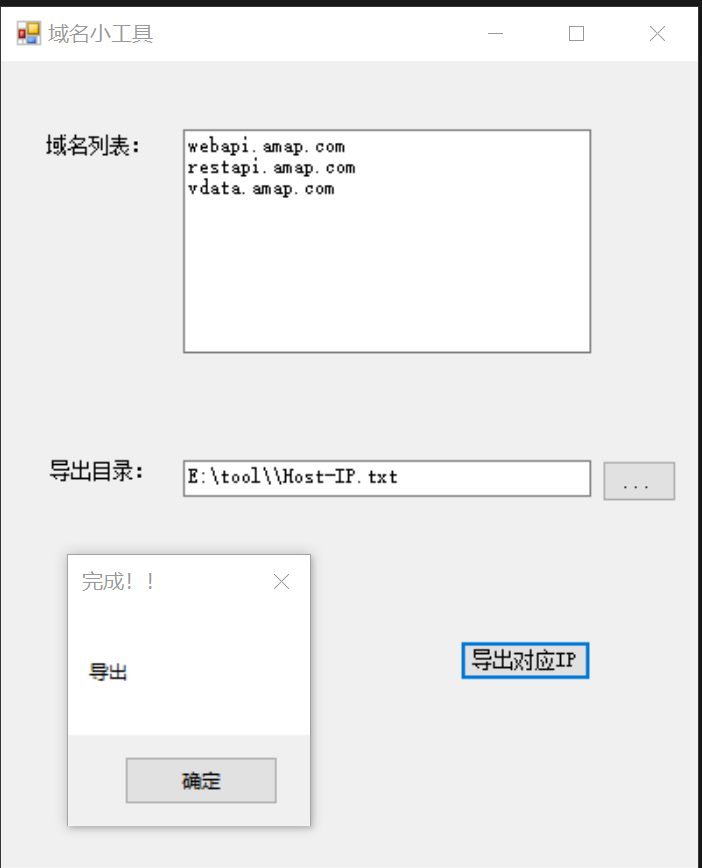 域名小工具
域名列表：
webapi.amap.com
restapi.amap.com
vdata.amap.com
导出目录：
E:\tool\\Host-IP.txt
...
完成！！
导出
确定
导出对应IP